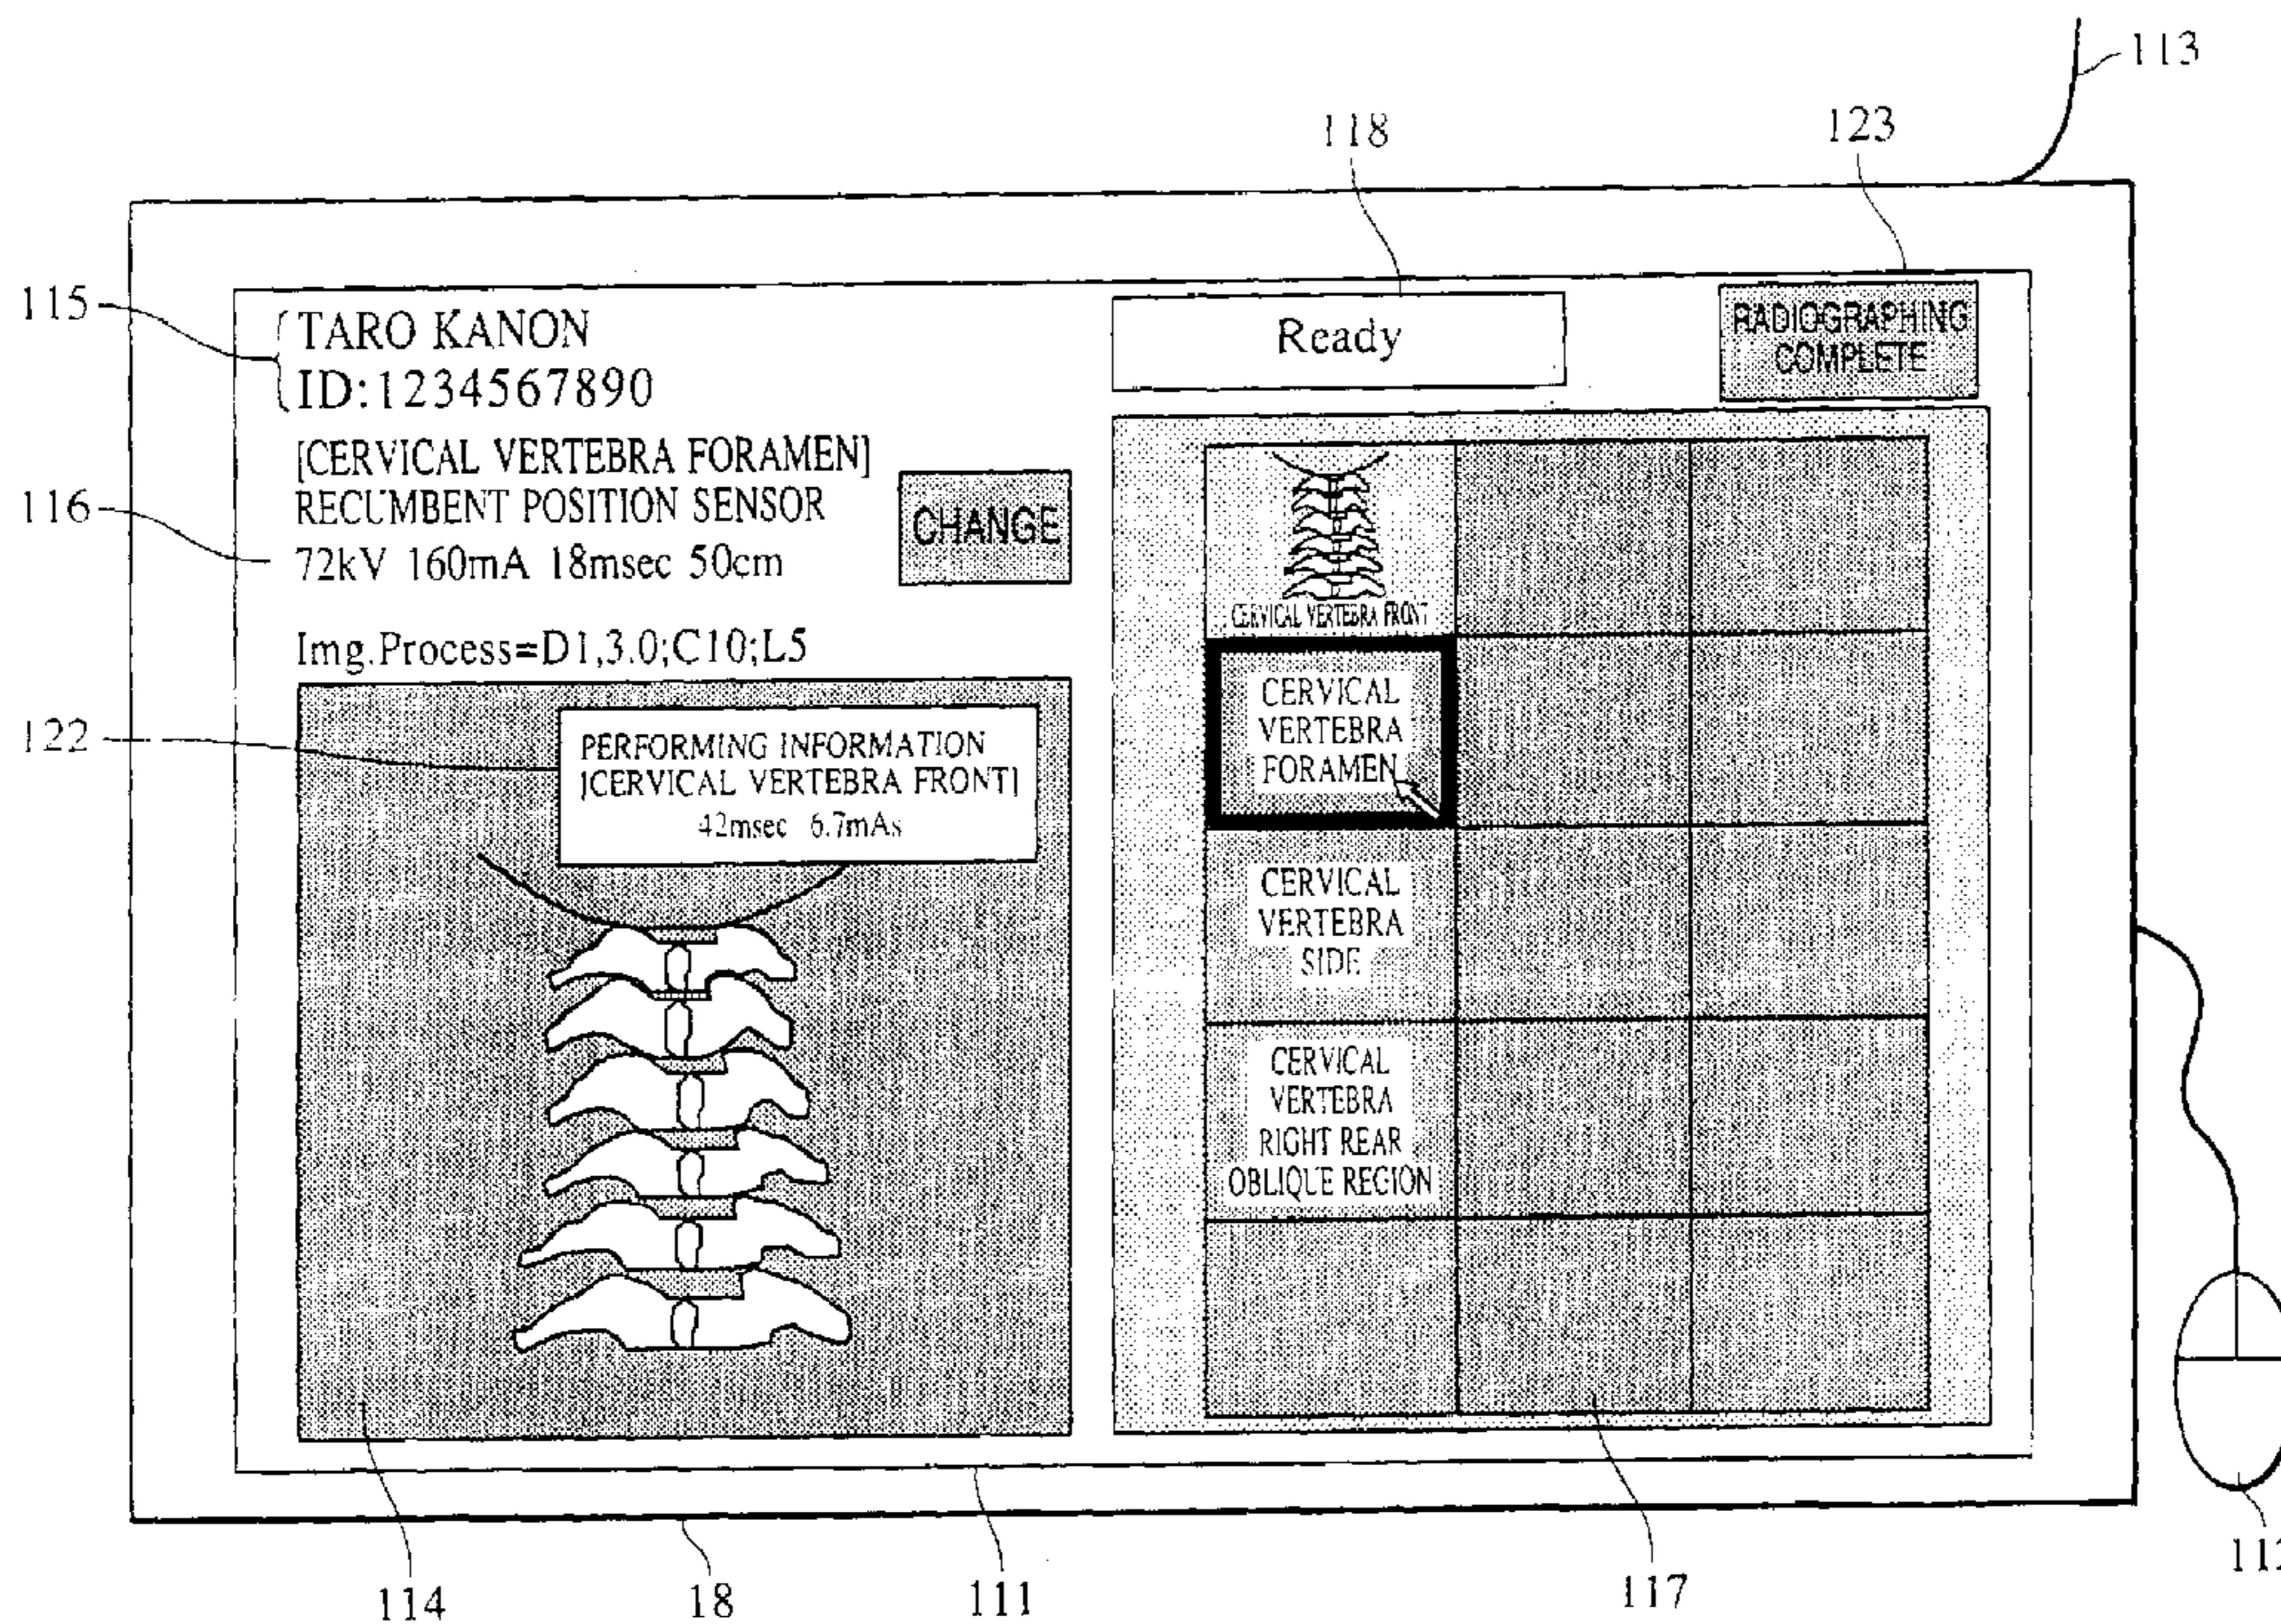 113
118
123
115
TARO KANON
ID:1234567890
Ready
RADIOGRAPHING
COMPLETE
[CERVICAL VERTEBRA FORAMEN]
RECUMBENT POSITION SENSOR
116
72kV 160mA 18msec 50cm
CHANGE
Img.Process=D1,3.0;C10;L5
122
PERFORMING INFORMATION
[CERVICAL VERTEBRA FRONT]
42msec 6.7mAs
CERVICAL VERTEBRA FRONT
CERVICAL
VERTEBRA
FORAMEN
CERVICAL
VERTEBRA
SIDE
CERVICAL
VERTEBRA
RIGHT REAR
OBLIQUE REGION
114
18
111
117